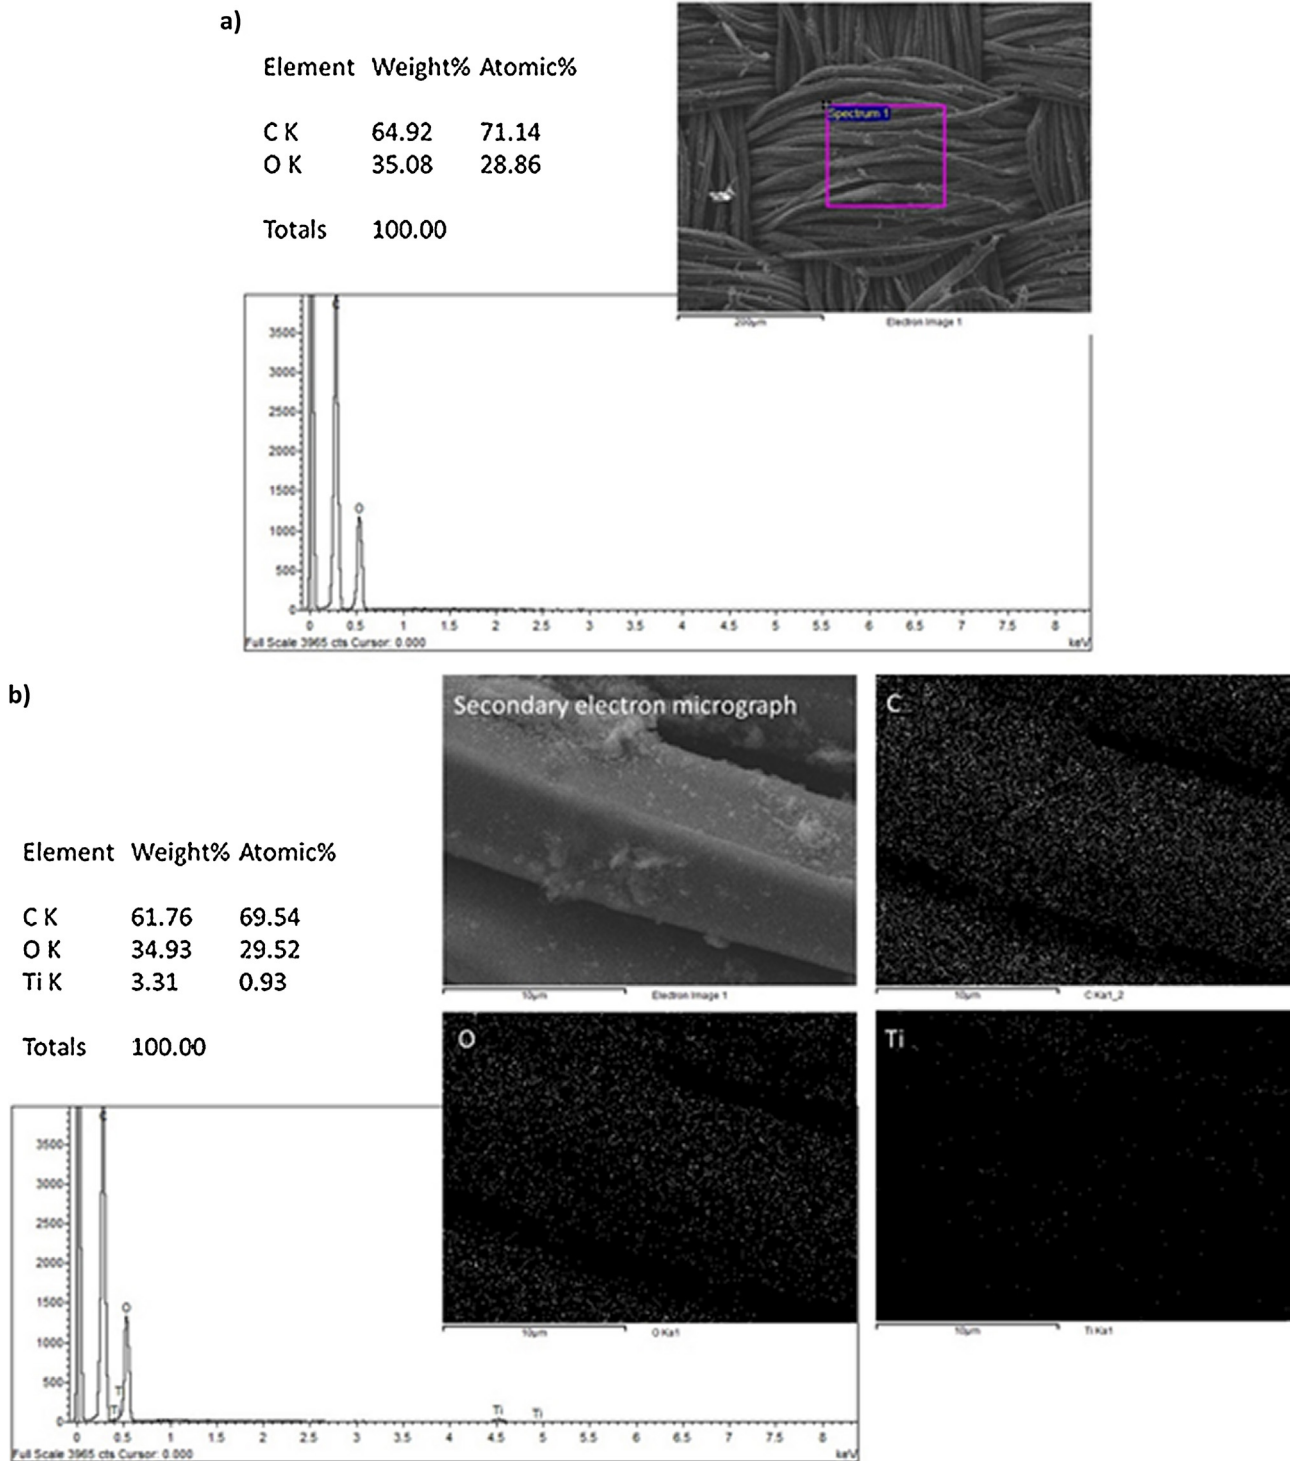 a)
Element Weight% Atomic%
C K 64.92 71.14
O K 35.08 28.86
Totals 100.00
Spectrum 1
200µm Electron Image 1
C
3500
3000
2500
2000
1500
O
1000
500
0
0 0.5 1 1.5 2 2.5 3 3.5 4 4.5 5 5.5 6 6.5 7 7.5 8
Full Scale 3965 cts Cursor: 0.000 keV
b)
Secondary electron micrograph
C
10µm Electron Image 1
10µm C Ka1_2
Element Weight% Atomic%
C K 61.76 69.54
O K 34.93 29.52
Ti K 3.31 0.93
Totals 100.00
O
Ti
10µm O Ka1
10µm Ti Ka1
C
3500
3000
2500
2000
1500
O
1000
500
Ti Ti
0
0 0.5 1 1.5 2 2.5 3 3.5 4 4.5 5 5.5 6 6.5 7 7.5 8
Full Scale 3965 cts Cursor: 0.000 keV